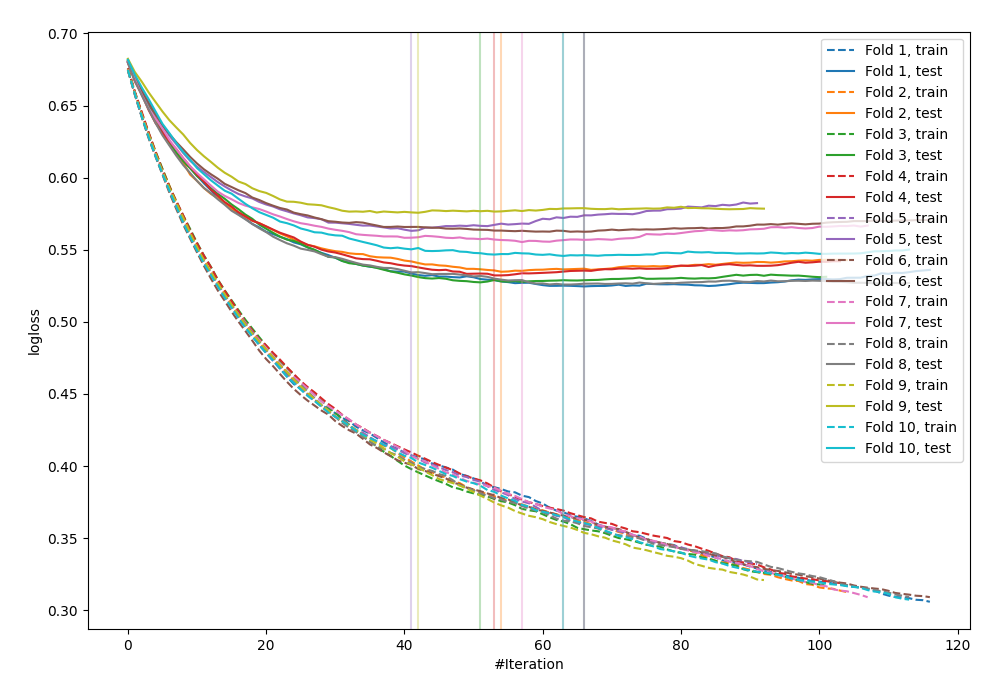 0.70
0.65
0.60
0.55
0.50
0.45
0.40
0.35
0.30
logloss
0
20
40
60
80
100
120
#Iteration
Fold 1, train
Fold 1, test
Fold 2, train
Fold 2, test
Fold 3, train
Fold 3, test
Fold 4, train
Fold 4, test
Fold 5, train
Fold 5, test
Fold 6, train
Fold 6, test
Fold 7, train
Fold 7, test
Fold 8, train
Fold 8, test
Fold 9, train
Fold 9, test
Fold 10, train
Fold 10, test